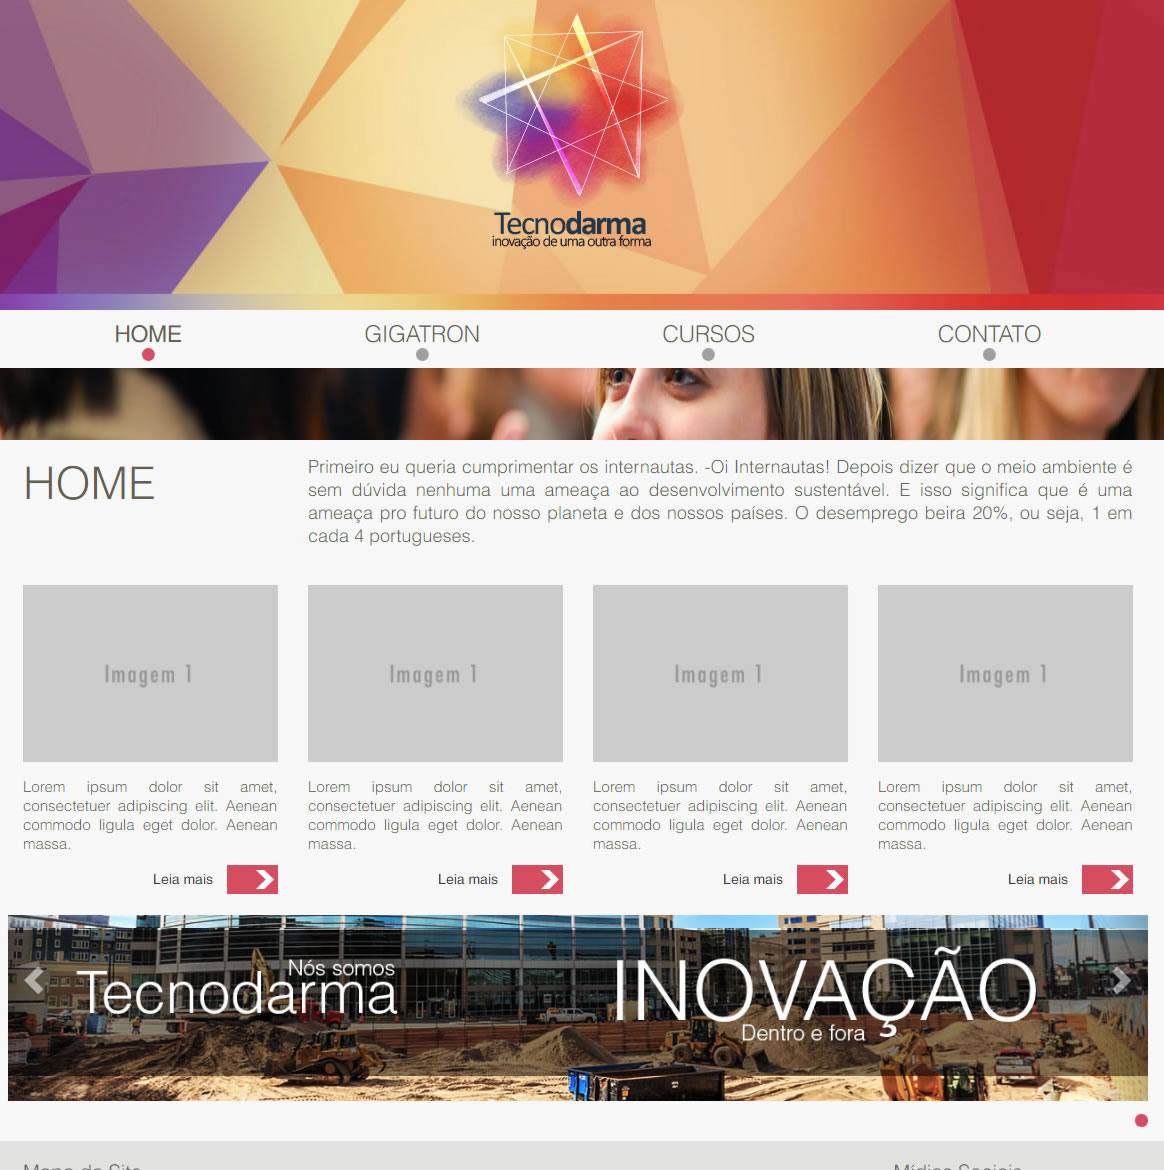 Tecnodarma
inovação de uma outra forma
HOME GIGATRON CURSOS CONTATO
HOME
Primeiro eu queria cumprimentar os internautas. -Oi Internautas! Depois dizer que o meio ambiente é
sem dúvida nenhuma uma ameaça ao desenvolvimento sustentável. E isso significa que é uma
ameaça pro futuro do nosso planeta e dos nossos países. O desemprego beira 20%, ou seja, 1 em
cada 4 portugueses.
Imagem 1
Lorem ipsum dolor sit amet,
consectetuer adipiscing elit. Aenean
commodo ligula eget dolor. Aenean
massa.
Leia mais
Imagem 1
Lorem ipsum dolor sit amet,
consectetuer adipiscing elit. Aenean
commodo ligula eget dolor. Aenean
massa.
Leia mais
Imagem 1
Lorem ipsum dolor sit amet,
consectetuer adipiscing elit. Aenean
commodo ligula eget dolor. Aenean
massa.
Leia mais
Imagem 1
Lorem ipsum dolor sit amet,
consectetuer adipiscing elit. Aenean
commodo ligula eget dolor. Aenean
massa.
Leia mais
Nós somos
Tecnodarma
INOVAÇÃO
Dentro e fora
Mapa do Site
Mídias Sociais